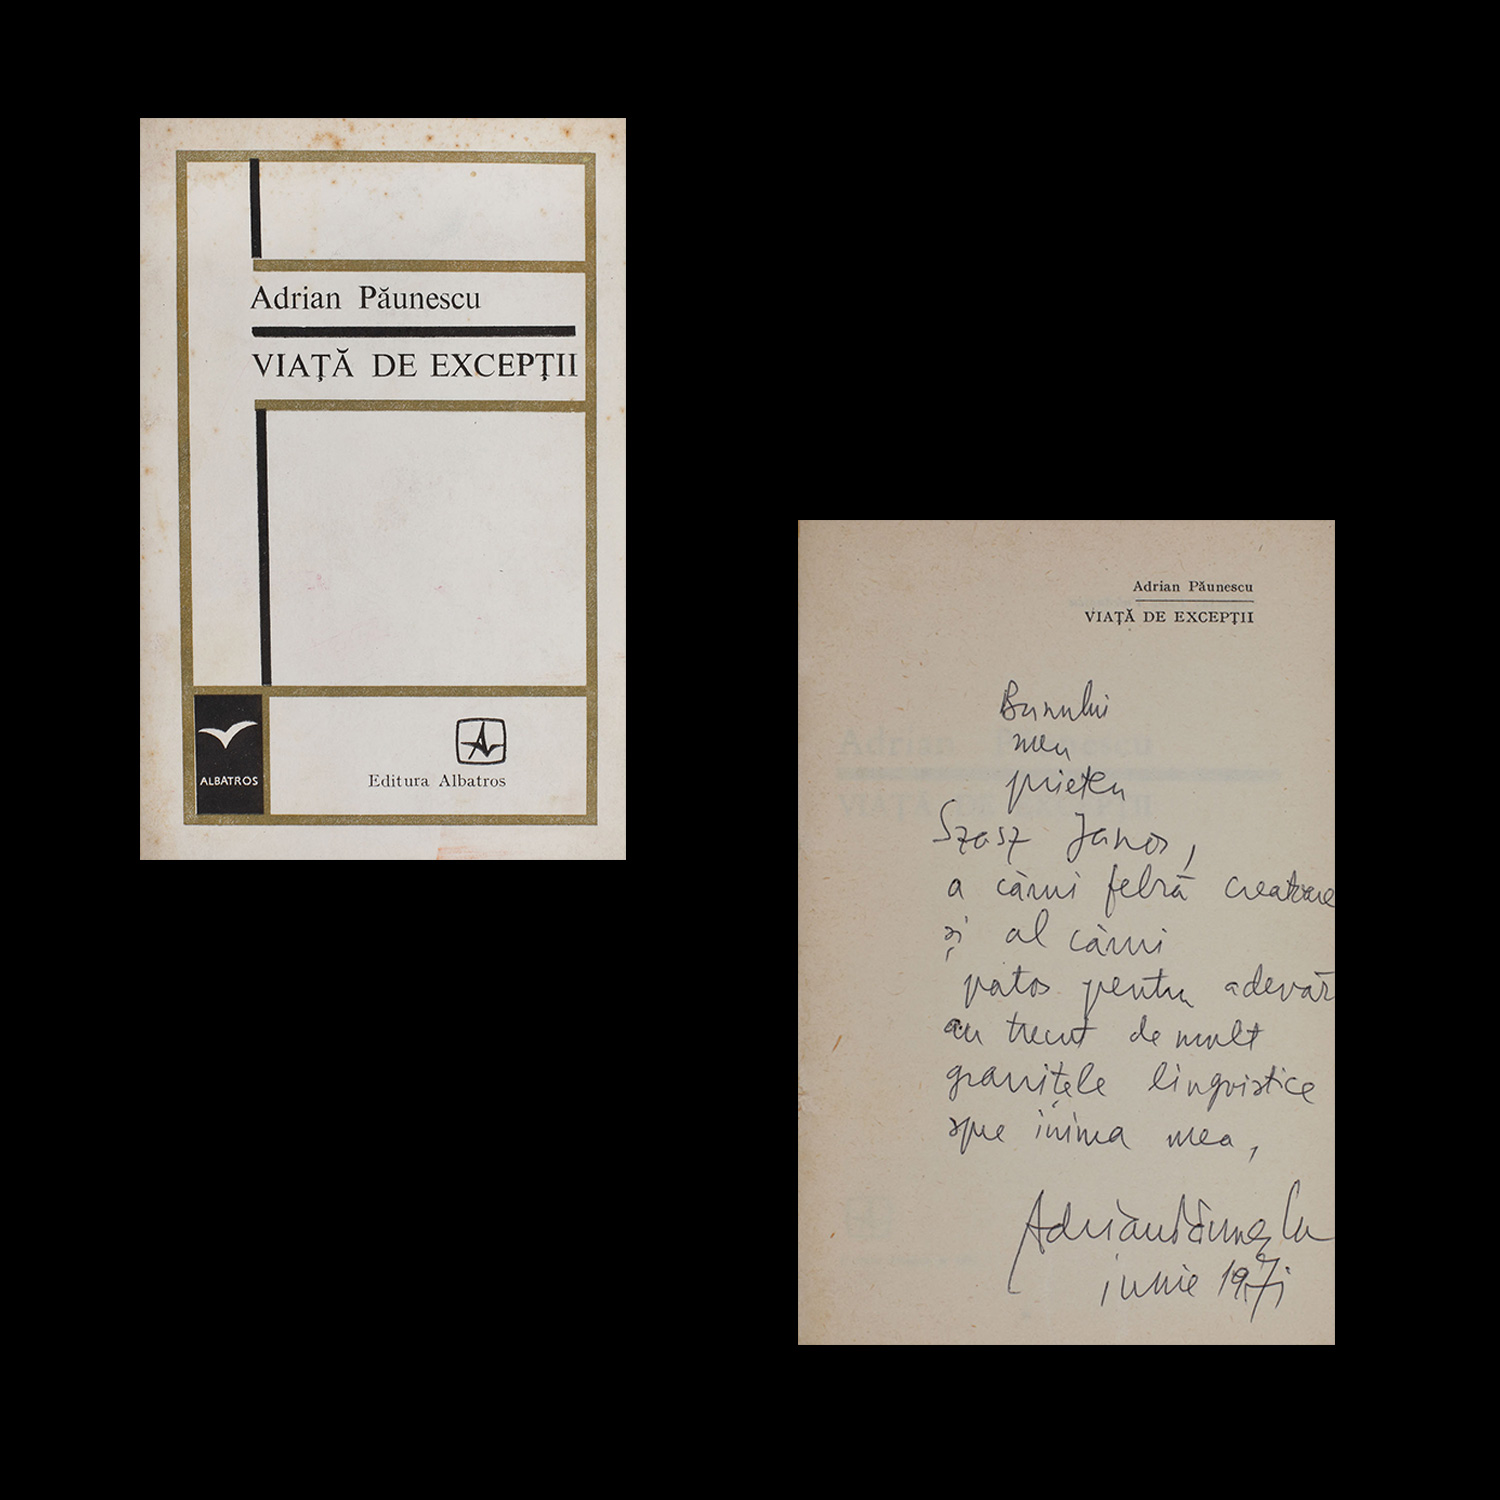 Adrian Păunescu
VIAȚĂ DE EXCEPȚII
ALBATROS
Editura Albatros
Adrian Păunescu
VIAȚĂ DE EXCEPȚII
Bunului
meu
prieten
Szasz Janos,
a cărui febră creatoare
și al cărui
patos pentru adevăr
au trecut de mult
granițele lingvistice
spre inima mea,
Adrian Păunescu
iunie 1971